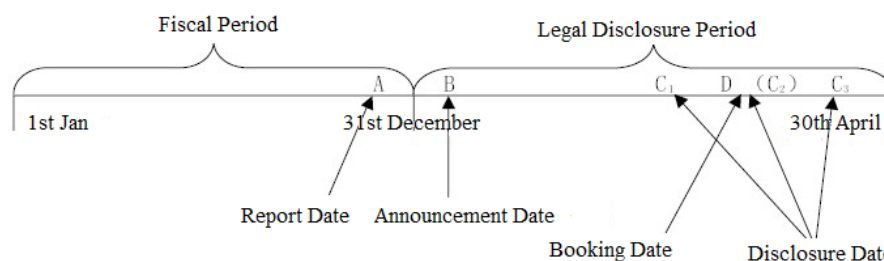 Fiscal Period
Legal Disclosure Period
A B C₁ D (C₂) C₃
1st Jan 31st December 30th April
Report Date Announcement Date
Booking Date Disclosure Date